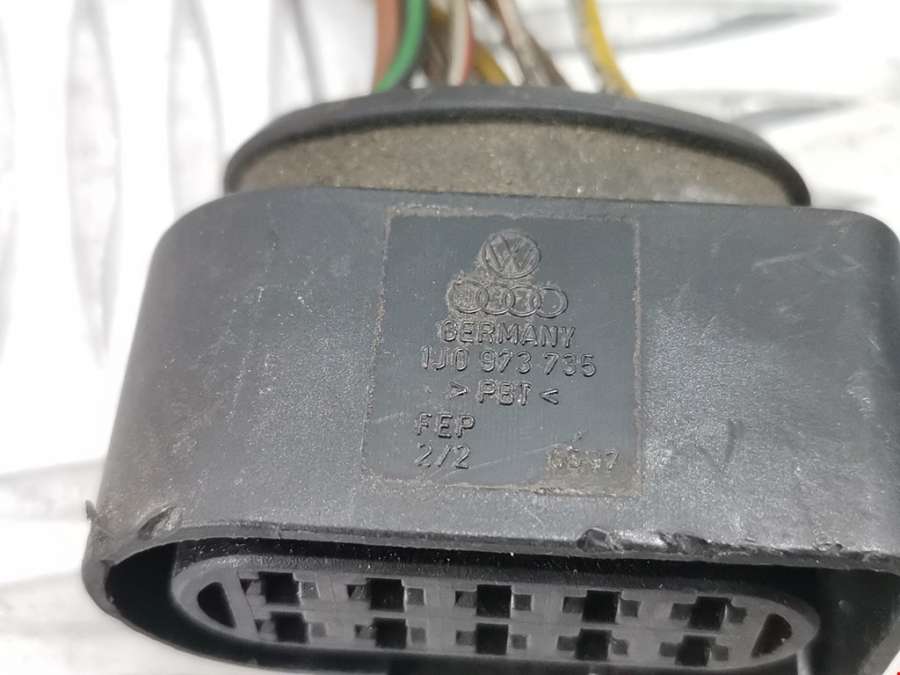 GERMANY
1J0 973 735
> PBT <
FEP
2/2